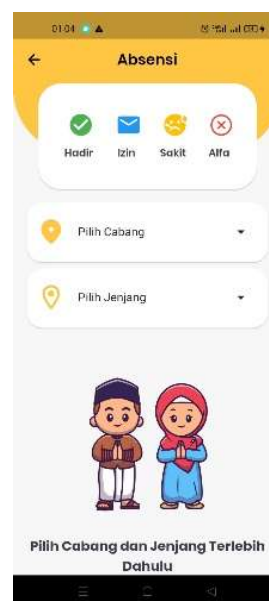 01:04
Absensi
Hadir Izin Sakit Alfa
Pilih Cabang
Pilih Jenjang
Pilih Cabang dan Jenjang Terlebih
Dahulu